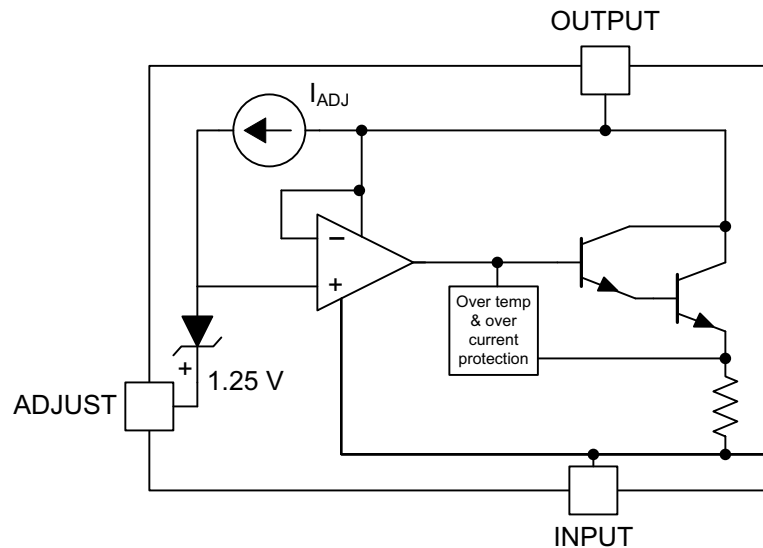 OUTPUT
I_ADJ
−
+
Over temp
& over
current
protection
+
1.25 V
ADJUST
INPUT